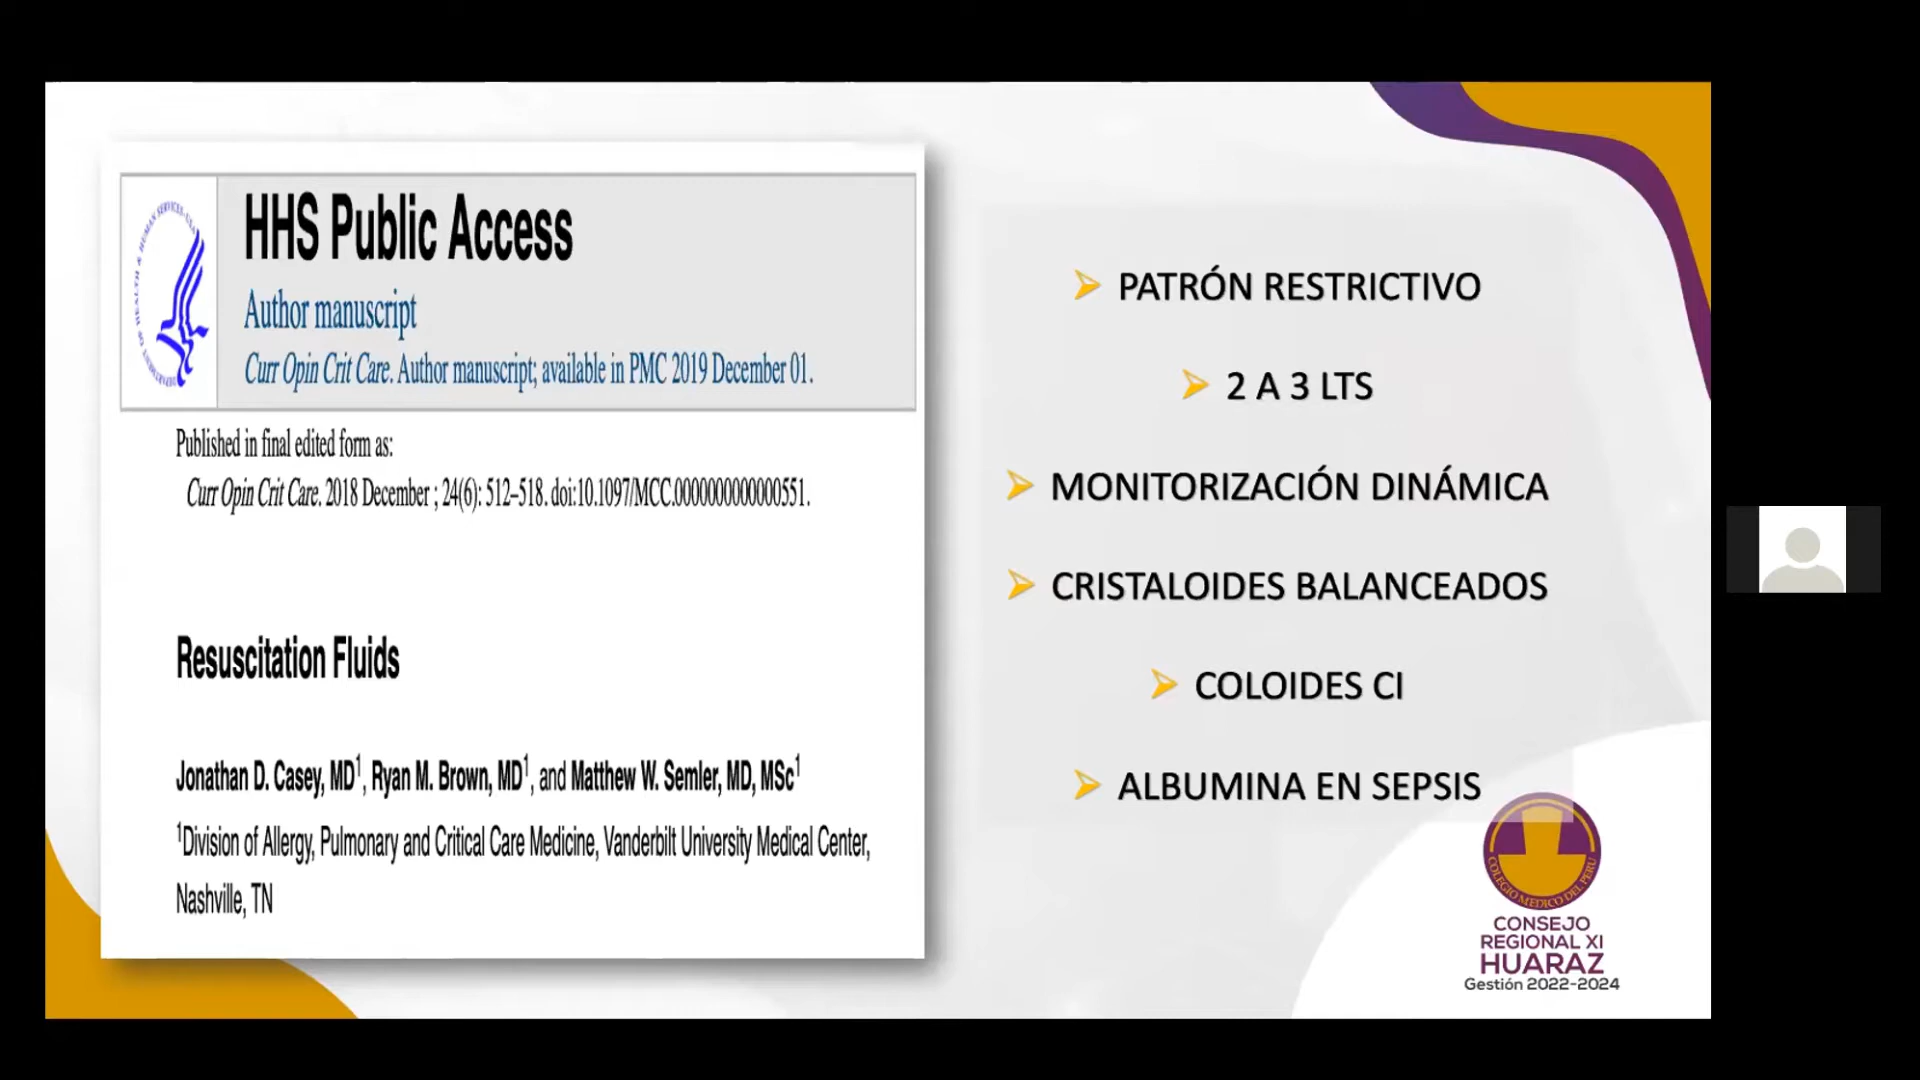 HHS Public Access
Author manuscript
Curr Opin Crit Care. Author manuscript; available in PMC 2019 December 01.
Published in final edited form as:
Curr Opin Crit Care. 2018 December ; 24(6): 512–518. doi:10.1097/MCC.0000000000000551.
Resuscitation Fluids
Jonathan D. Casey, MD1, Ryan M. Brown, MD1, and Matthew W. Semler, MD, MSc1
1Division of Allergy, Pulmonary and Critical Care Medicine, Vanderbilt University Medical Center,
Nashville, TN
PATRÓN RESTRICTIVO
2 A 3 LTS
MONITORIZACIÓN DINÁMICA
CRISTALOIDES BALANCEADOS
COLOIDES CI
ALBUMINA EN SEPSIS
COLEGIO MEDICO DEL PERU
CONSEJO
REGIONAL XI
HUARAZ
Gestión 2022-2024